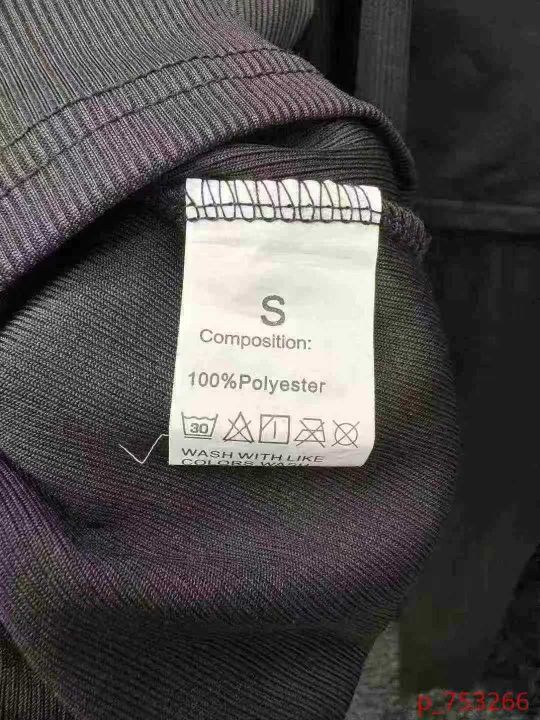 S
Composition:
100%Polyester
30
WASH WITH LIKE
COLORS WASH
p_753266